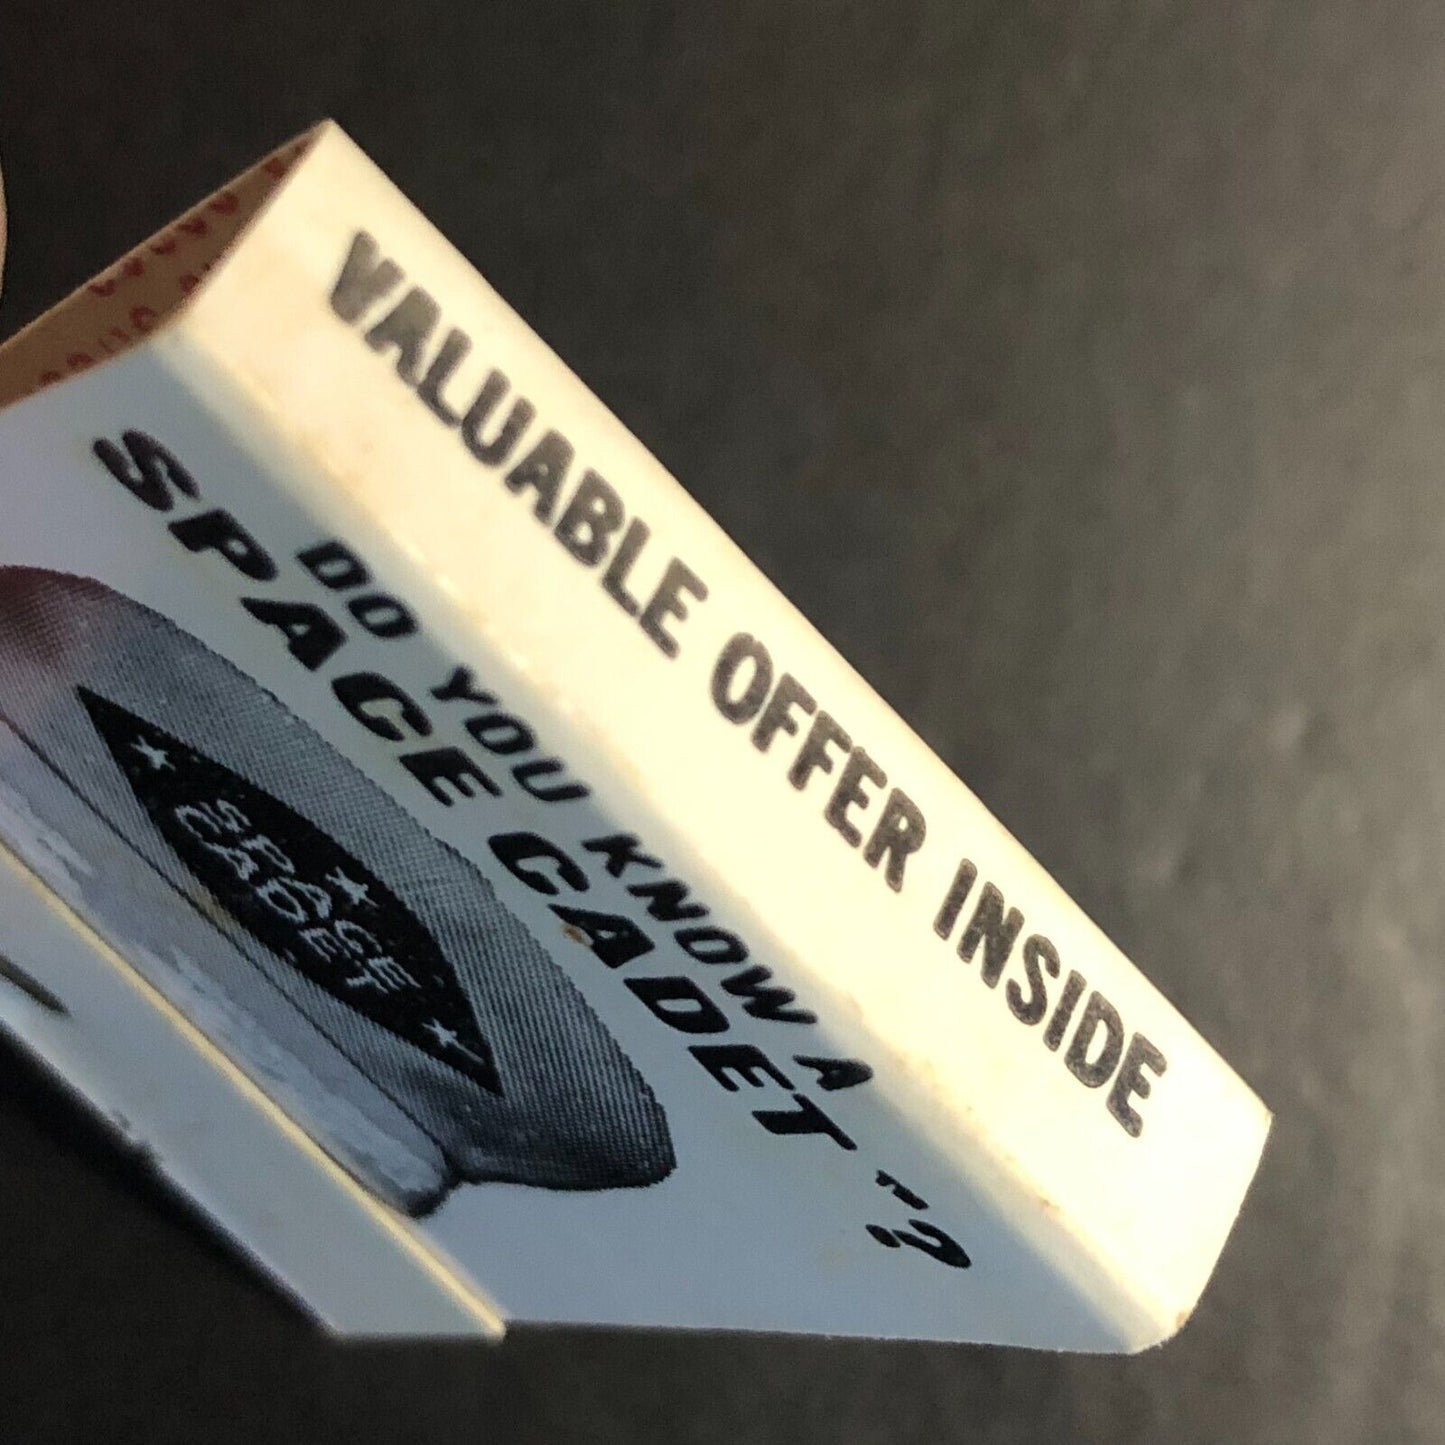 VALUABLE OFFER INSIDE
DO YOU KNOW A
SPACE CADET"?
SPACE
CADET